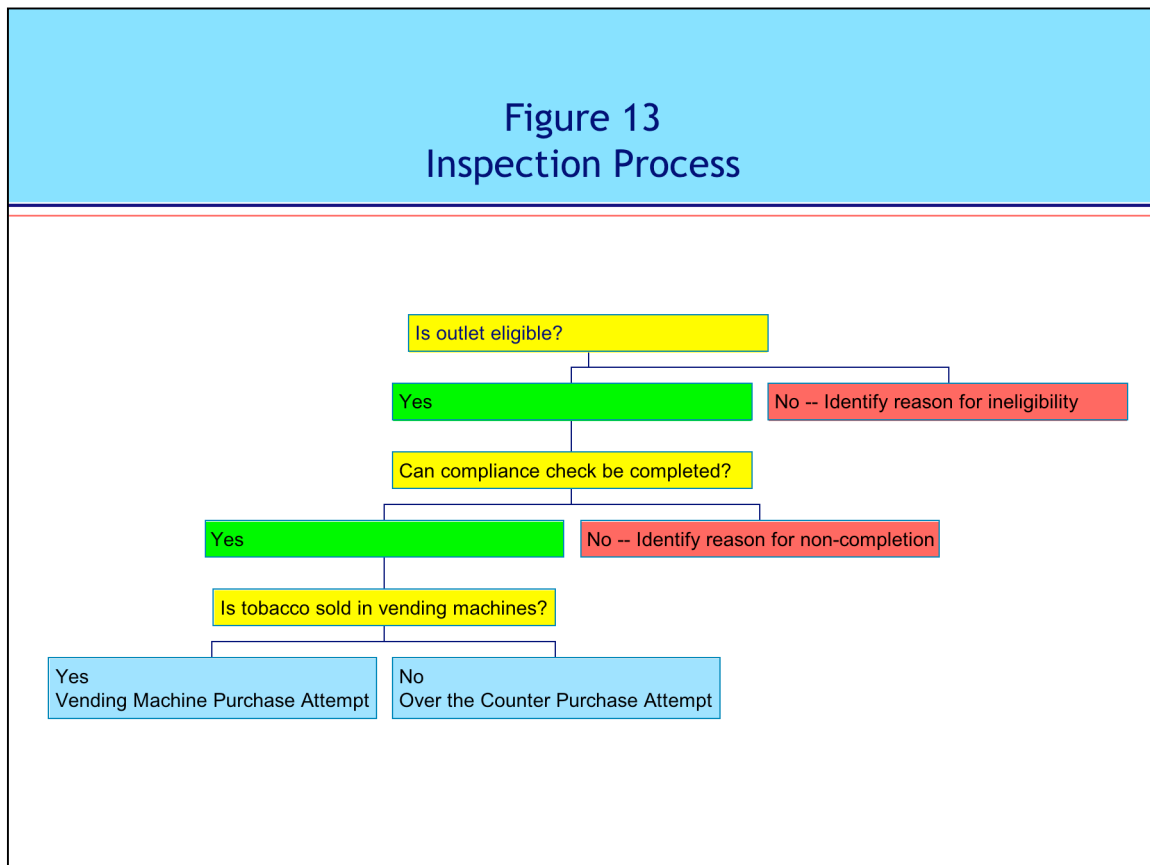 Figure 13
Inspection Process
Is outlet eligible?
Yes
No -- Identify reason for ineligibility
Can compliance check be completed?
Yes
No -- Identify reason for non-completion
Is tobacco sold in vending machines?
Yes
Vending Machine Purchase Attempt
No
Over the Counter Purchase Attempt